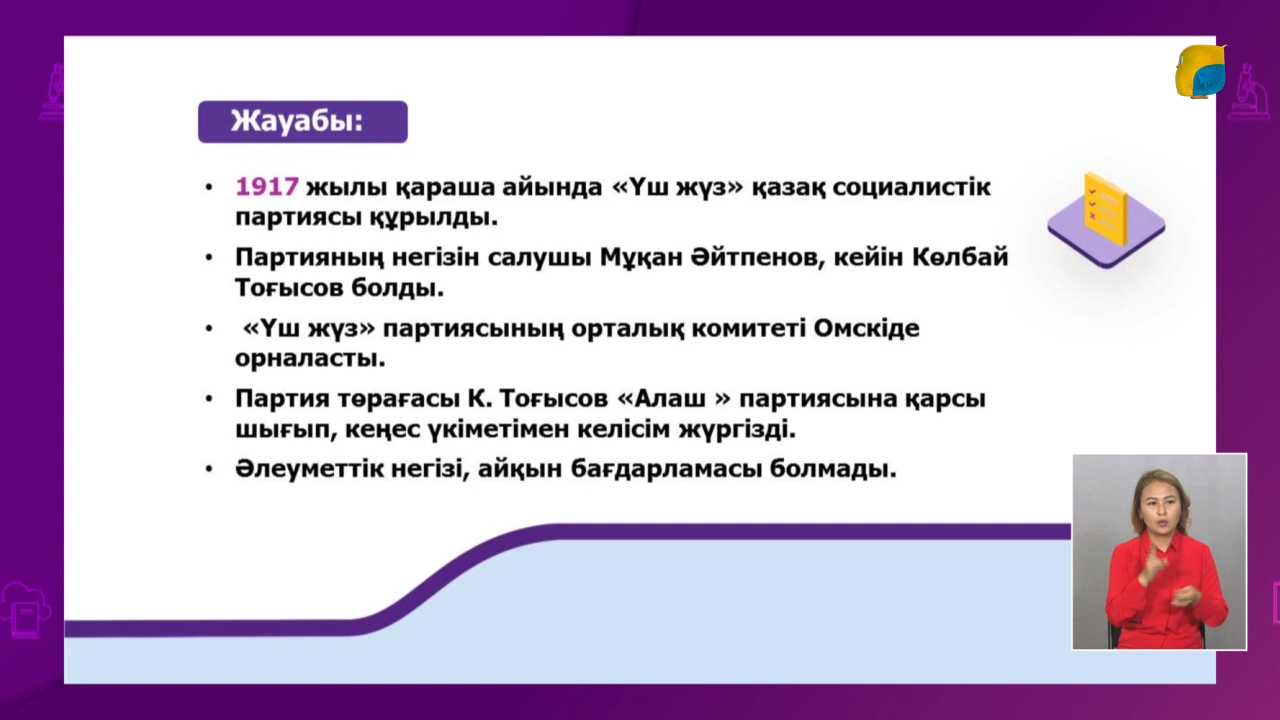 Жауабы:
• 1917 жылы қараша айында «Үш жүз» қазақ социалистік
партиясы құрылды.
• Партияның негізін салушы Мұқан Әйтпенов, кейін Көлбай
Тоғысов болды.
• «Үш жүз» партиясының орталық комитеті Омскіде
орналасты.
• Партия төрағасы К. Тоғысов «Алаш » партиясына қарсы
шығып, кеңес үкіметімен келісім жүргізді.
• Әлеуметтік негізі, айқын бағдарламасы болмады.